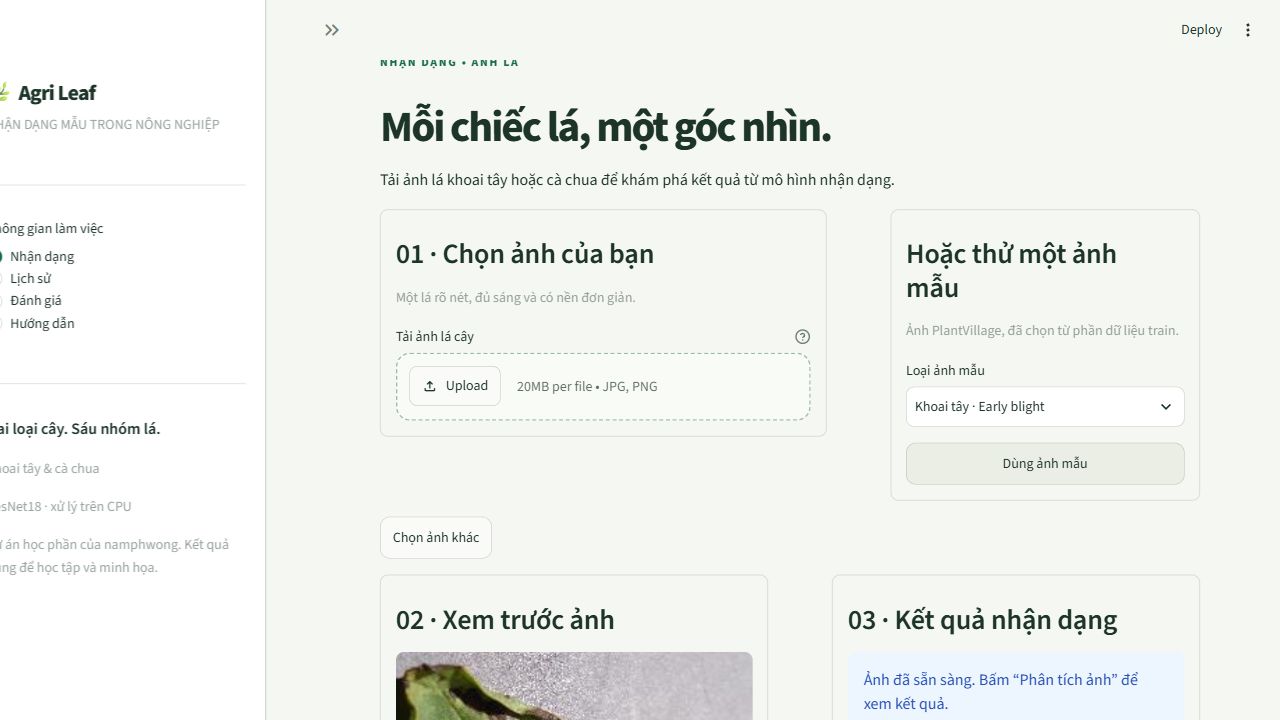 Deploy
Agri Leaf
NHẬN DẠNG • ẢNH LÁ
Mỗi chiếc lá, một góc nhìn.
DẠNG MẪU TRONG NÔNG NGHIỆP
Tải ảnh lá khoai tây hoặc cà chua để khám phá kết quả từ mô hình nhận dạng.
gian làm việc
Nhận dạng
Lịch sử
Đánh giá
Hướng dẫn
01 · Chọn ảnh của bạn
Một lá rõ nét, đủ sáng và có nền đơn giản.
Tải ảnh lá cây
Upload
20MB per file • JPG, PNG
Hoặc thử một ảnh
mẫu
Ảnh PlantVillage, đã chọn từ phần dữ liệu train.
Loại ảnh mẫu
Khoai tây · Early blight
Dùng ảnh mẫu
loại cây. Sáu nhóm lá.
tây & cà chua
· xử lý trên CPU
án học phần của namphwong. Kết quả
để học tập và minh họa.
Chọn ảnh khác
02 · Xem trước ảnh
03 · Kết quả nhận dạng
Ảnh đã sẵn sàng. Bấm “Phân tích ảnh” để
xem kết quả.